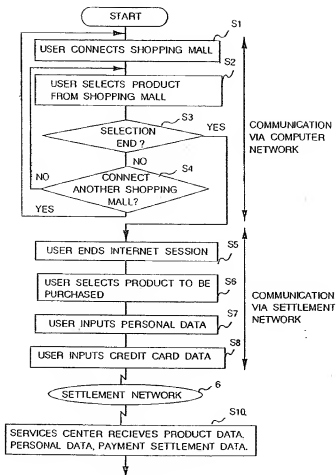 START
S1
USER CONNECTS SHOPPING MALL
S2
USER SELECTS PRODUCT
FROM SHOPPING MALL
S3
SELECTION
END?
YES
NO
S4
CONNECT
ANOTHER SHOPPING
MALL?
NO
YES
COMMUNICATION
VIA COMPUTER
NETWORK
S5
USER ENDS INTERNET SESSION
S6
USER SELECTS PRODUCT TO BE
PURCHASED
S7
USER INPUTS PERSONAL DATA
S8
USER INPUTS CREDIT CARD DATA
COMMUNICATION
VIA SETTLEMENT
NETWORK
6
SETTLEMENT NETWORK
S10
SERVICES CENTER RECIEVES PRODUCT DATA.
PERSONAL DATA, PAYMENT SETTLEMENT DATA.